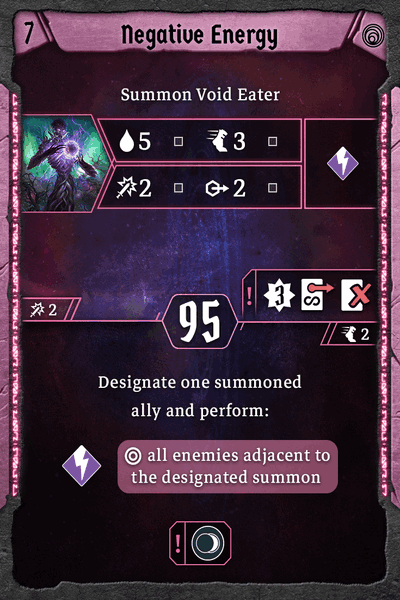 7
Negative Energy
Summon Void Eater
5 3
2 2
! 3
2
95
2
Designate one summoned
ally and perform:
all enemies adjacent to
the designated summon
!